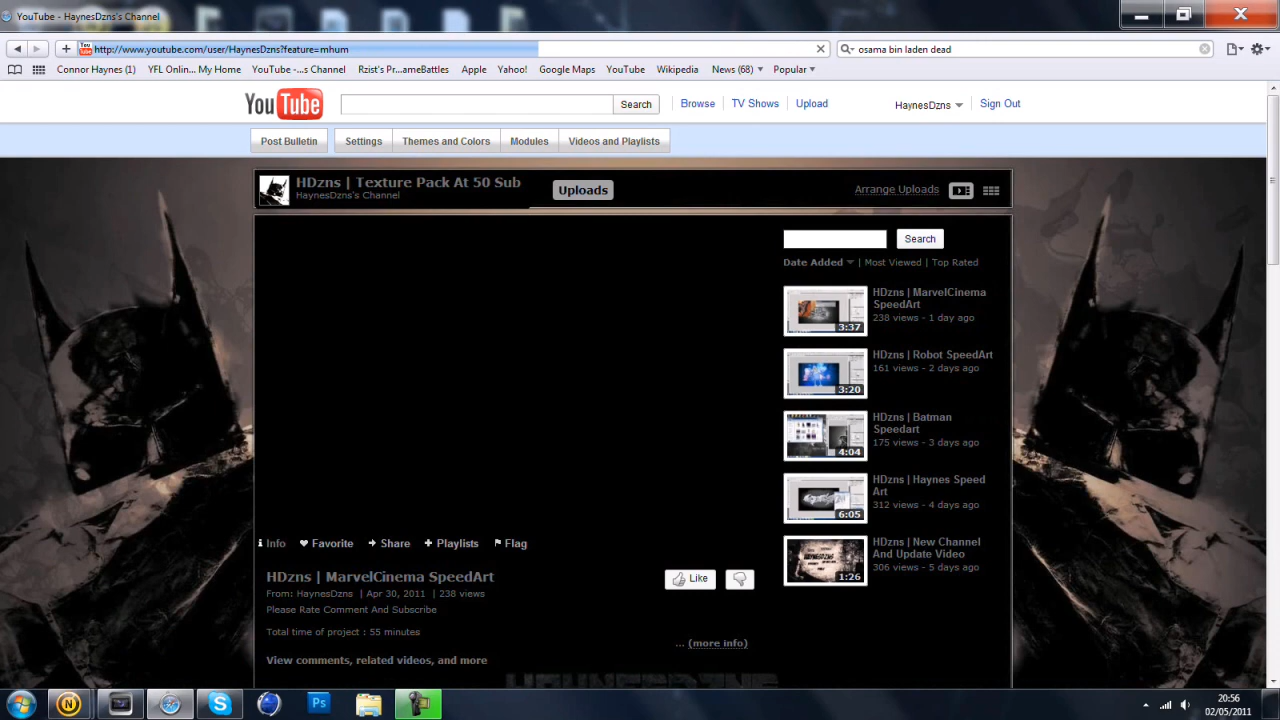 YouTube - HaynesDzns's Channel
http://www.youtube.com/user/HaynesDzns?feature=mhum
osama bin laden dead
Connor Haynes (1) YFL Onlin... My Home YouTube -...s Channel Rzist's Pr...ameBattles Apple Yahoo! Google Maps YouTube Wikipedia News (68) Popular
YouTube Search Browse TV Shows Upload HaynesDzns Sign Out
Post Bulletin Settings Themes and Colors Modules Videos and Playlists
HDzns | Texture Pack At 50 Sub
HaynesDzns's Channel
Uploads
Arrange Uploads
Search
Date Added | Most Viewed | Top Rated
HDzns | MarvelCinema
SpeedArt
238 views - 1 day ago
3:37
HDzns | Robot SpeedArt
161 views - 2 days ago
3:20
HDzns | Batman
Speedart
175 views - 3 days ago
4:04
HDzns | Haynes Speed
Art
312 views - 4 days ago
6:05
HDzns | New Channel
And Update Video
306 views - 5 days ago
1:26
Info Favorite Share Playlists Flag
HDzns | MarvelCinema SpeedArt
Like
From: HaynesDzns | Apr 30, 2011 | 238 views
Please Rate Comment And Subscribe
Total time of project : 55 minutes
... (more info)
View comments, related videos, and more
Ps
20:56
02/05/2011